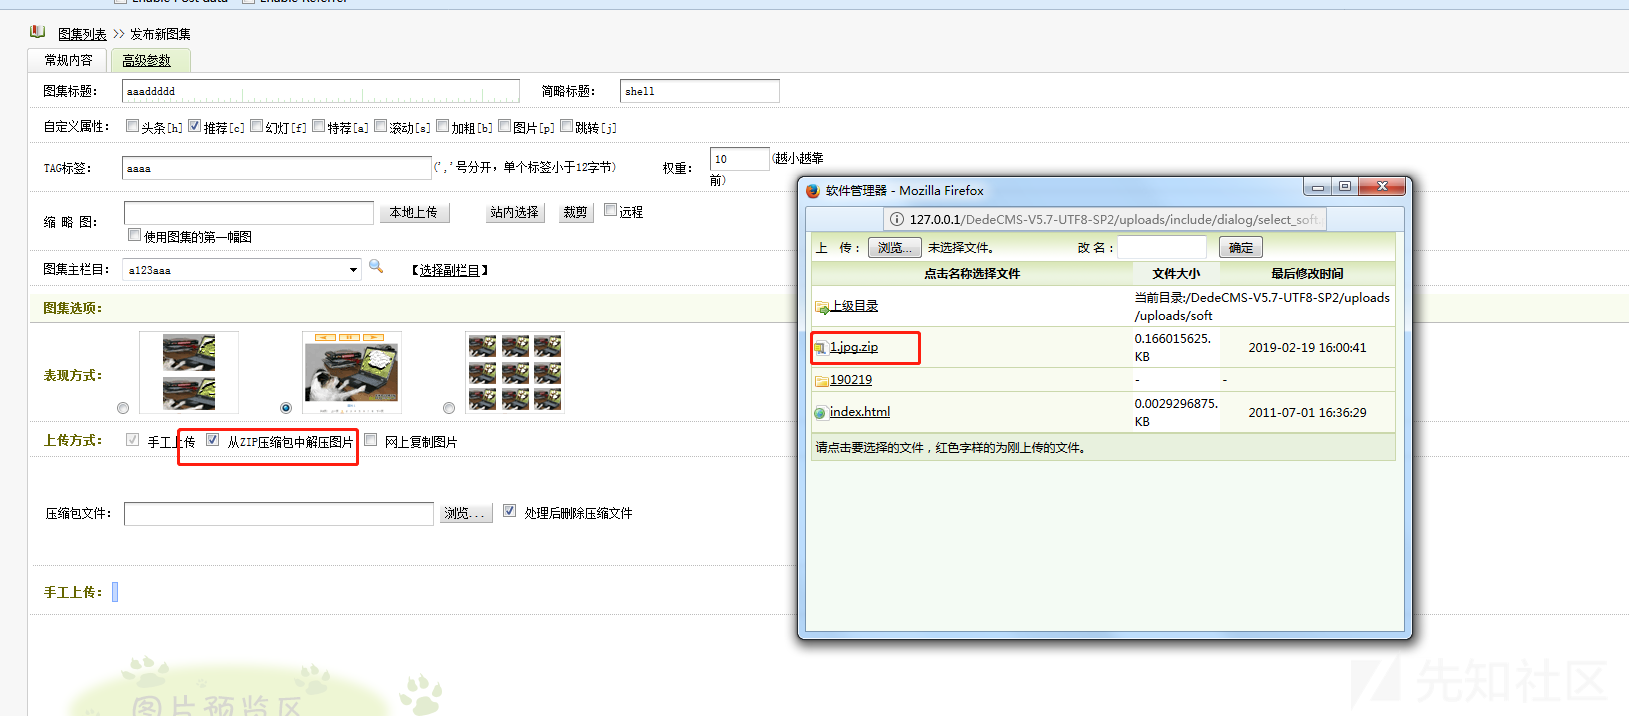 Enable Post data Enable Referrer
图集列表 >> 发布新图集
常规内容 高级参数
图集标题： aaaddddd 简略标题： shell
自定义属性： 头条[h] 推荐[c] 幻灯[f] 特荐[a] 滚动[s] 加粗[b] 图片[p] 跳转[j]
TAG标签： aaaa (','号分开，单个标签小于12字节) 权重： 10 (越小越靠
前)
缩 略 图： 本地上传 站内选择 裁剪 远程
使用图集的第一幅图
图集主栏目： a123aaa 【选择副栏目】
图集选项：
表现方式：
上传方式： 手工上传 从ZIP压缩包中解压图片 网上复制图片
压缩包文件： 浏览... 处理后删除压缩文件
手工上传：
图片预览区
软件管理器 - Mozilla Firefox
127.0.0.1/DedeCMS-V5.7-UTF8-SP2/uploads/include/dialog/select_soft.
上 传： 浏览... 未选择文件。 改名： 确定
点击名称选择文件 文件大小 最后修改时间
上级目录 当前目录:/DedeCMS-V5.7-UTF8-SP2/uploads
/uploads/soft
1.jpg.zip 0.166015625. 2019-02-19 16:00:41
KB
190219 - -
index.html 0.0029296875. 2011-07-01 16:36:29
KB
请点击要选择的文件，红色字样的为刚上传的文件。
先知社区